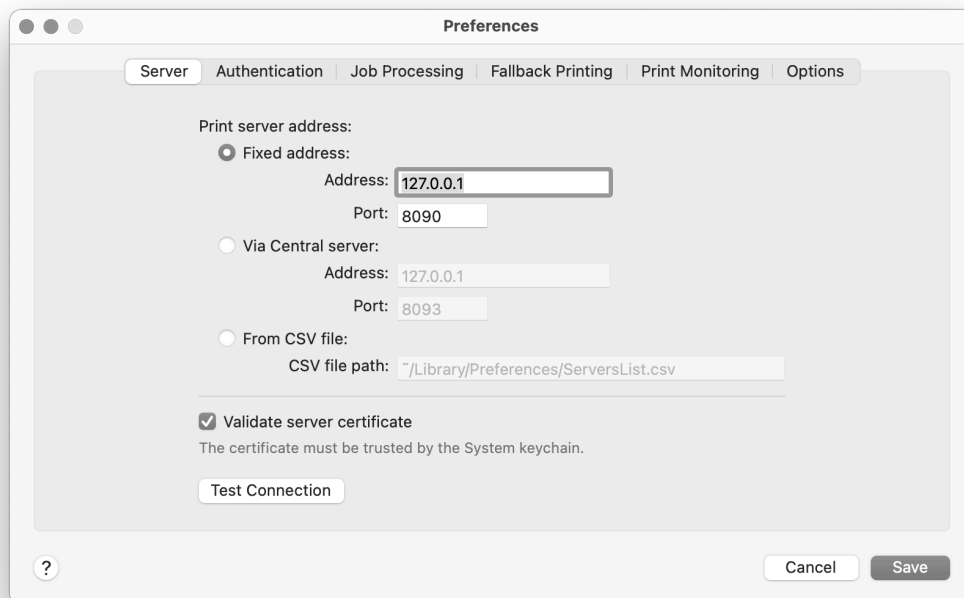 Preferences
Server Authentication Job Processing Fallback Printing Print Monitoring Options
Print server address:
Fixed address:
Address: 127.0.0.1
Port: 8090
Via Central server:
Address: 127.0.0.1
Port: 8093
From CSV file:
CSV file path: ~/Library/Preferences/ServersList.csv
Validate server certificate
The certificate must be trusted by the System keychain.
Test Connection
? Cancel Save